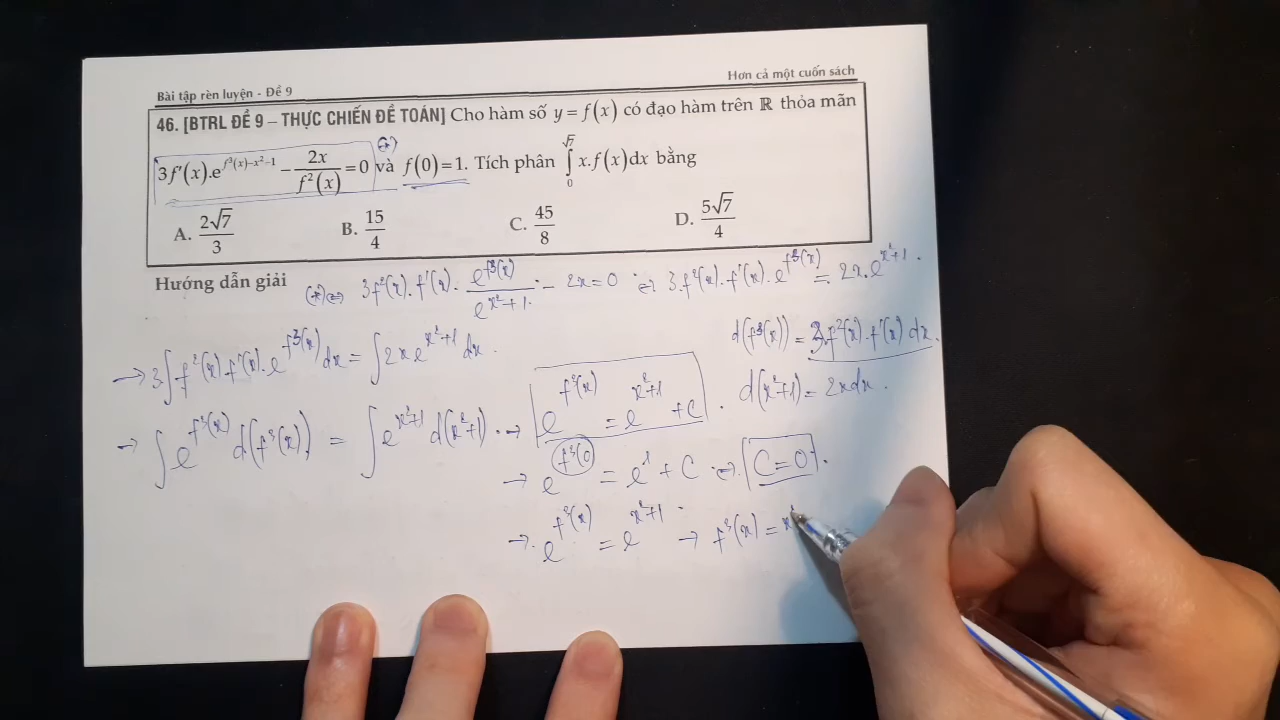 Bài tập rèn luyện - Đề 9
Hơn cả một cuốn sách
46. [BTRL ĐỀ 9 – THỰC CHIẾN ĐỀ TOÁN] Cho hàm số y = f(x) có đạo hàm trên ℝ thỏa mãn
3f'(x).e^{f³(x)−x²−1} − 2x/f²(x) = 0 và f(0) = 1. Tích phân ∫₀^{√7} x.f(x)dx bằng
(*)
A. 2√7/3 B. 15/4 C. 45/8 D. 5√7/4
Hướng dẫn giải
(*) ⇔ 3f²(x).f'(x). e^{f³(x)}/e^{x²+1} − 2x = 0 ⇔ 3.f²(x).f'(x).e^{f³(x)} = 2x.e^{x²+1}.
→ 3∫f²(x)f'(x).e^{f³(x)}dx = ∫2xe^{x²+1}dx.
d(f³(x)) = 3.f²(x).f'(x)dx.
d(x²+1) = 2xdx.
→ ∫e^{f³(x)}d(f³(x)) = ∫e^{x²+1}d(x²+1). → e^{f³(x)} = e^{x²+1} + C.
→ e^{f³(0)} = e¹ + C ⇔ C = 0.
→ e^{f³(x)} = e^{x²+1}. → f³(x) = x²